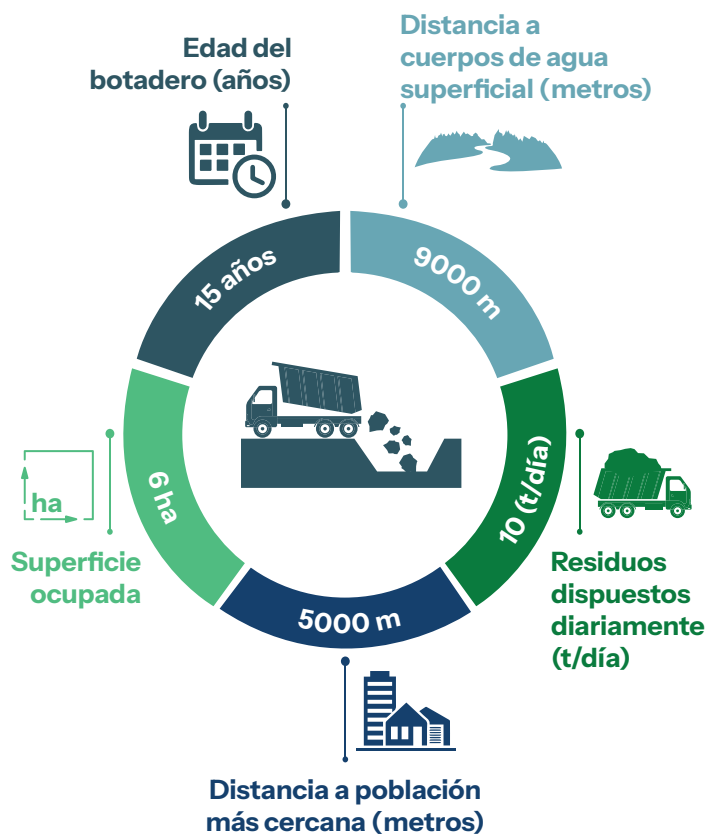 Edad del
botadero (años)
Distancia a
cuerpos de agua
superficial (metros)
15 años
9000 m
6 ha
10 (t/día)
5000 m
ha
Superficie
ocupada
Residuos
dispuestos
diariamente
(t/día)
Distancia a población
más cercana (metros)